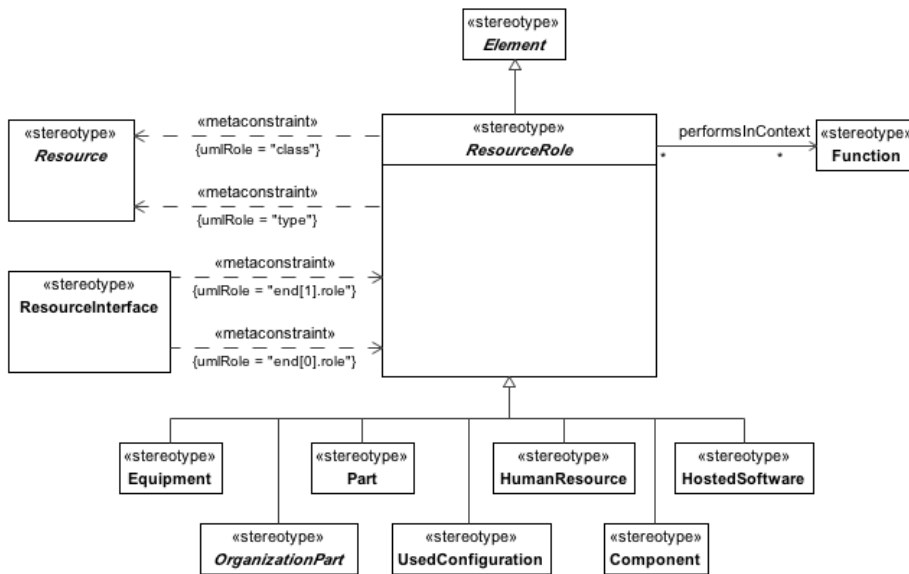 «stereotype»
Element
«metaconstraint»
{umlRole = "class"}
«stereotype»
Resource
«stereotype»
ResourceRole
performsInContext
*
*
«stereotype»
Function
«metaconstraint»
{umlRole = "type"}
«metaconstraint»
{umlRole = "end[1].role"}
«stereotype»
ResourceInterface
«metaconstraint»
{umlRole = "end[0].role"}
«stereotype»
Equipment
«stereotype»
Part
«stereotype»
HumanResource
«stereotype»
HostedSoftware
«stereotype»
OrganizationPart
«stereotype»
UsedConfiguration
«stereotype»
Component